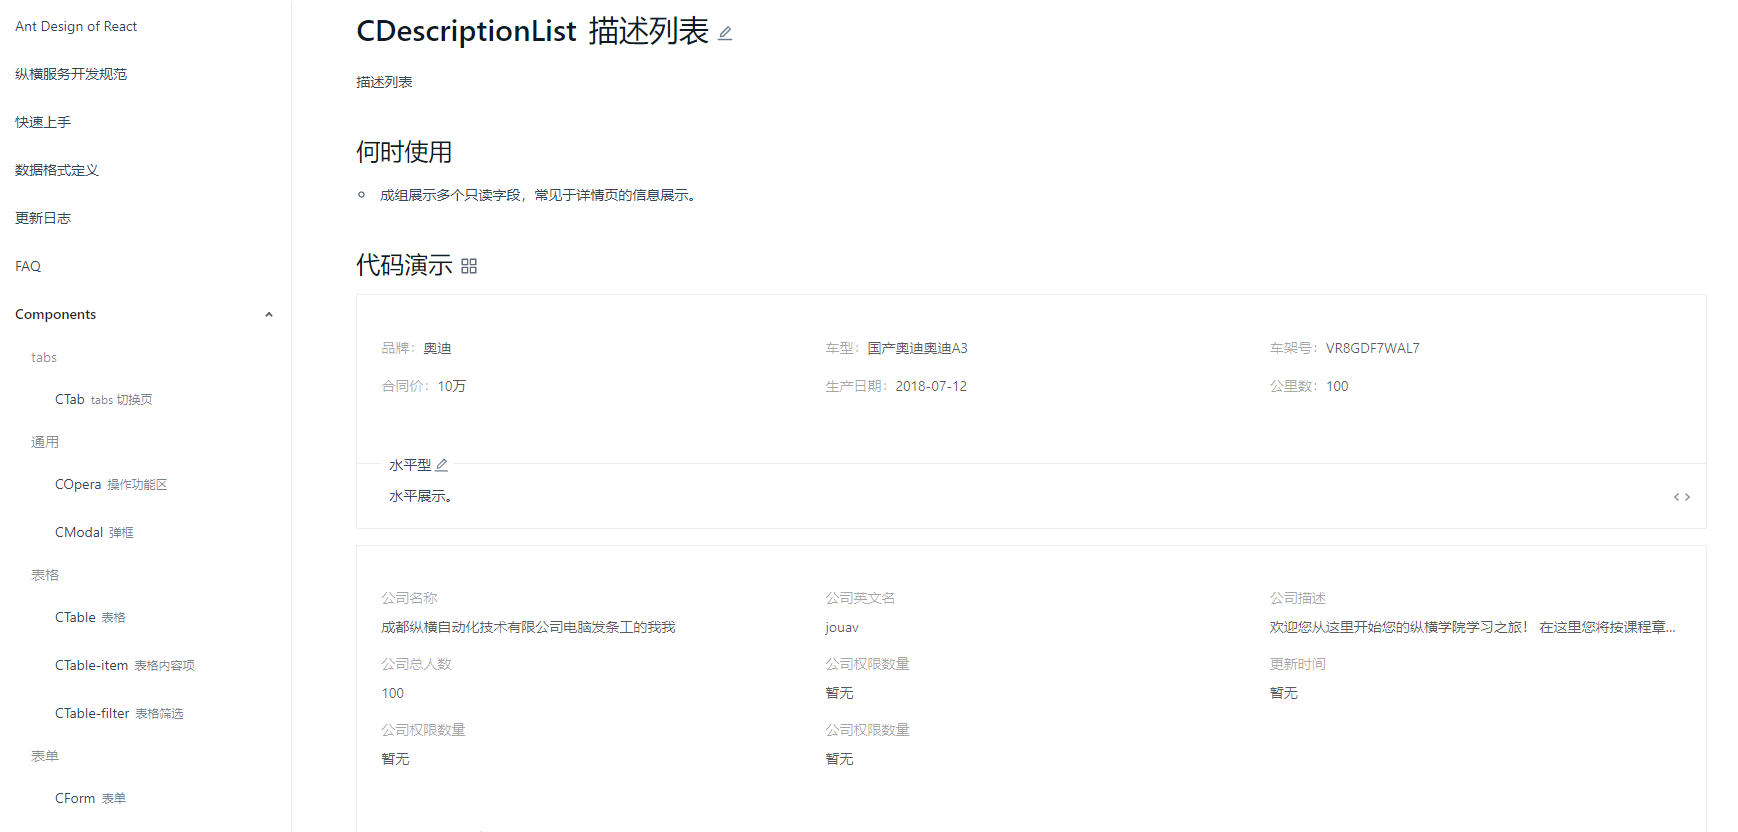 Ant Design of React
纵横服务开发规范
快速上手
数据格式定义
更新日志
FAQ
Components
tabs
CTab tabs 切换页
通用
COpera 操作功能区
CModal 弹框
表格
CTable 表格
CTable-item 表格内容项
CTable-filter 表格筛选
表单
CForm 表单
CDescriptionList 描述列表
描述列表
何时使用
成组展示多个只读字段，常见于详情页的信息展示。
代码演示
品牌：奥迪 车型：国产奥迪奥迪A3 车架号：VR8GDF7WAL7
合同价：10万 生产日期：2018-07-12 公里数：100
水平型
水平展示。
公司名称 公司英文名 公司描述
成都纵横自动化技术有限公司电脑发条工的我我 jouav 欢迎您从这里开始您的纵横学院学习之旅！ 在这里您将按课程章...
公司总人数 公司权限数量 更新时间
100 暂无 暂无
公司权限数量 公司权限数量
暂无 暂无